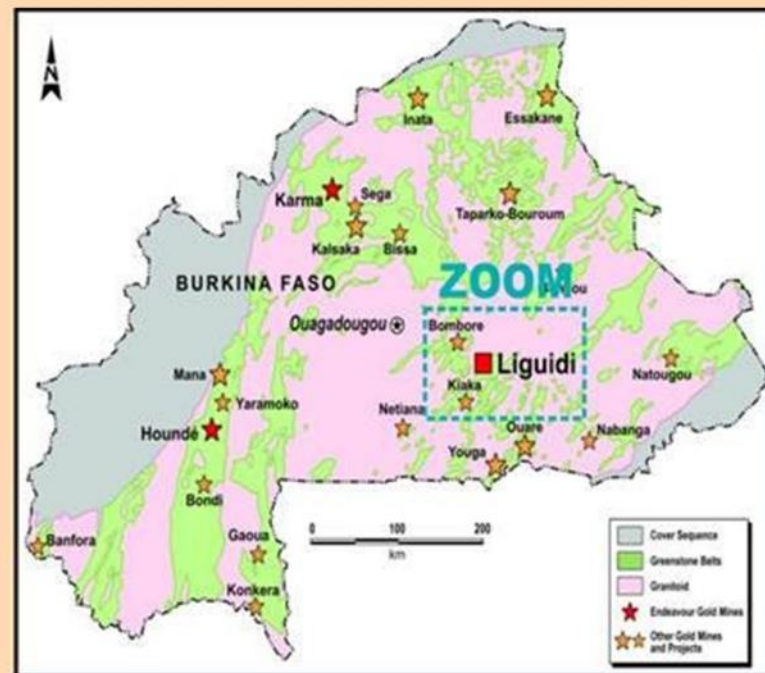 N
Inata
Essakane
Karma
Sega
Taparko-Bouroum
Kalsaka
Bissa
BURKINA FASO
ZOOM
Ouagadougou
Bombore
Liguidi
Mana
Kiaka
Natougou
Yaramoko
Netiana
Ouare
Nabanga
Houndé
Youga
Bondi
Gaoua
Banfora
Konkera
0 100 200
km
Cover Sequence
Greenstone Belts
Granitoid
Endeavour Gold Mines
Other Gold Mines
and Projects